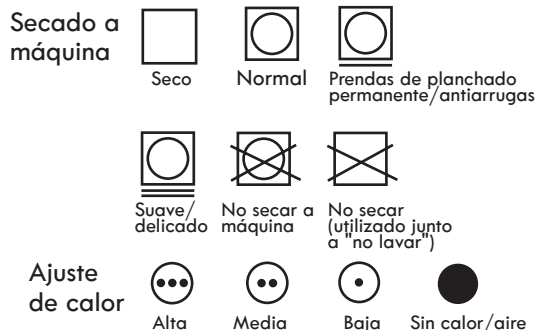 Secado a
máquina
Seco
Normal
Prendas de planchado
permanente/antiarrugas
Suave/
delicado
No secar a
máquina
No secar
(utilizado junto
a "no lavar")
Ajuste
de calor
Alta
Media
Baja
Sin calor/aire